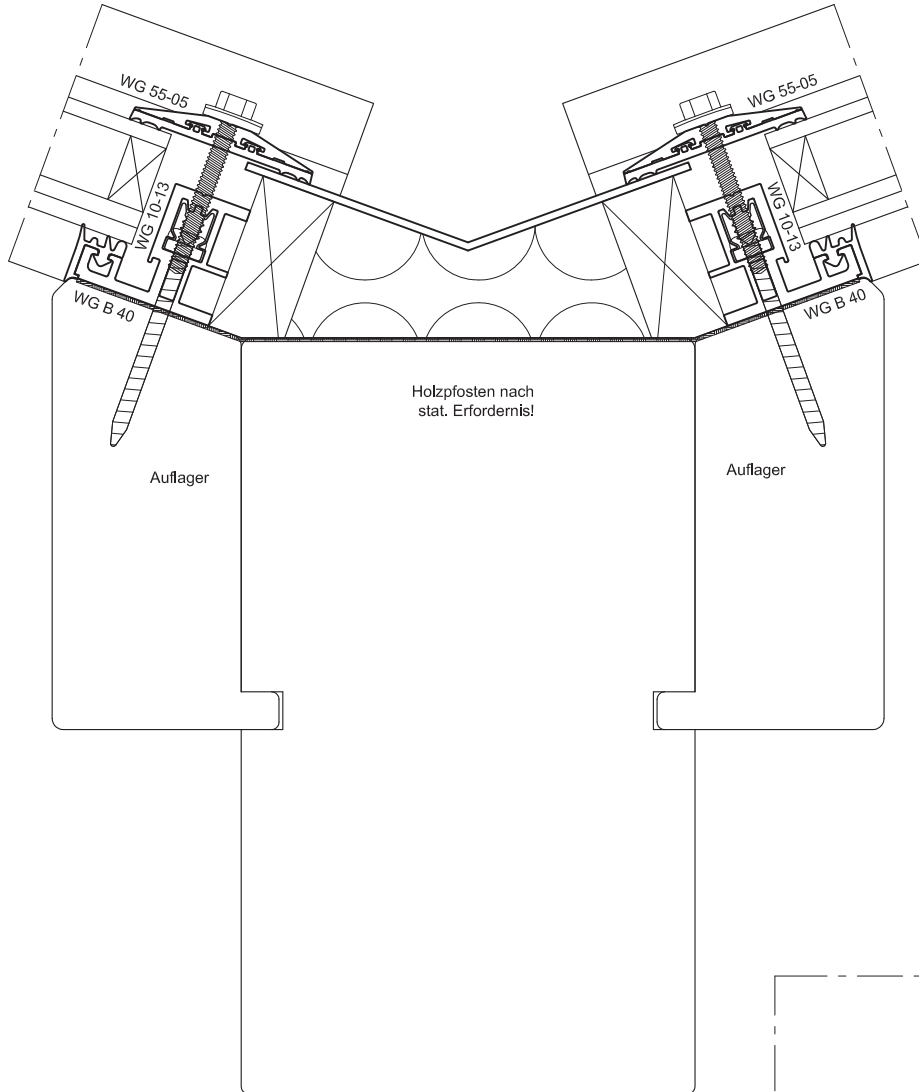 WG 55-05
WG 55-05
WG 10-13
WG 10-13
WG B 40
WG B 40
Holzpfosten nach
stat. Erfordernis!
Auflager
Auflager